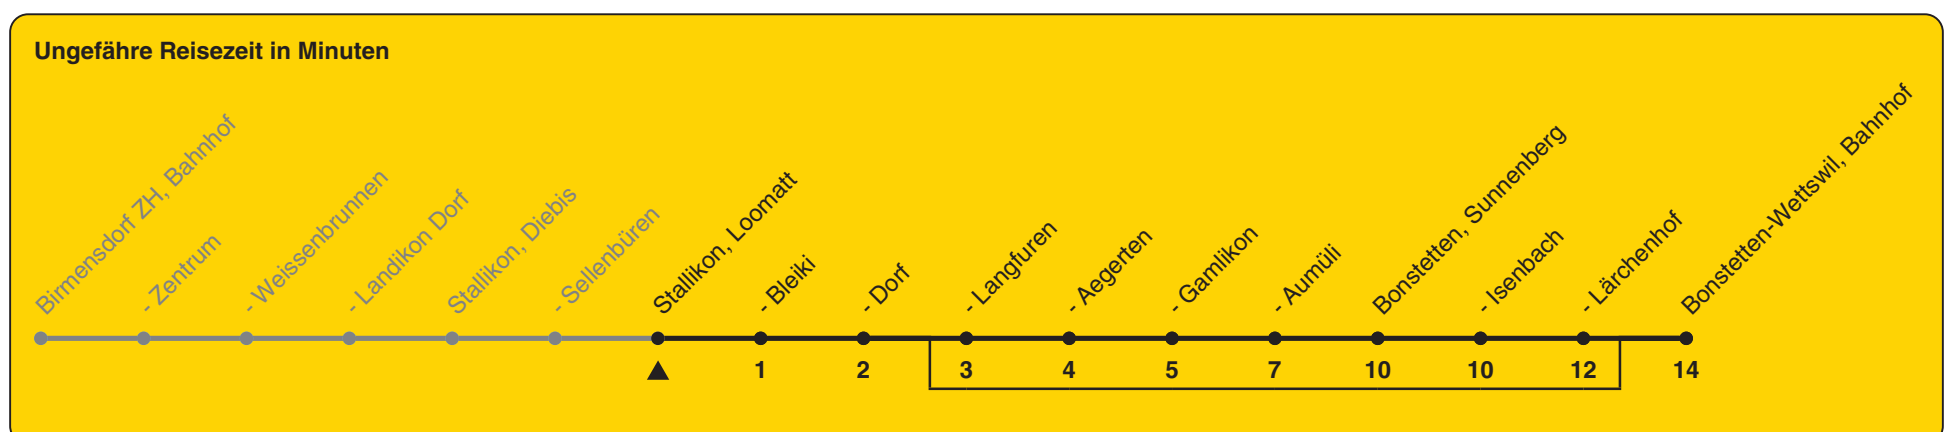 Ungefähre Reisezeit in Minuten
Birmensdorf ZH, Bahnhof
- Zentrum
- Weissenbrunnen
- Landikon Dorf
Stallikon, Diebis
- Sellenbüren
Stallikon, Loomatt
- Bleiki
- Dorf
- Langfuren
- Aegerten
- Gamlikon
- Aumüli
Bonstetten, Sunnenberg
- Isenbach
- Lärchenhof
Bonstetten-Wettswil, Bahnhof
1 2 3 4 5 7 10 10 12 14